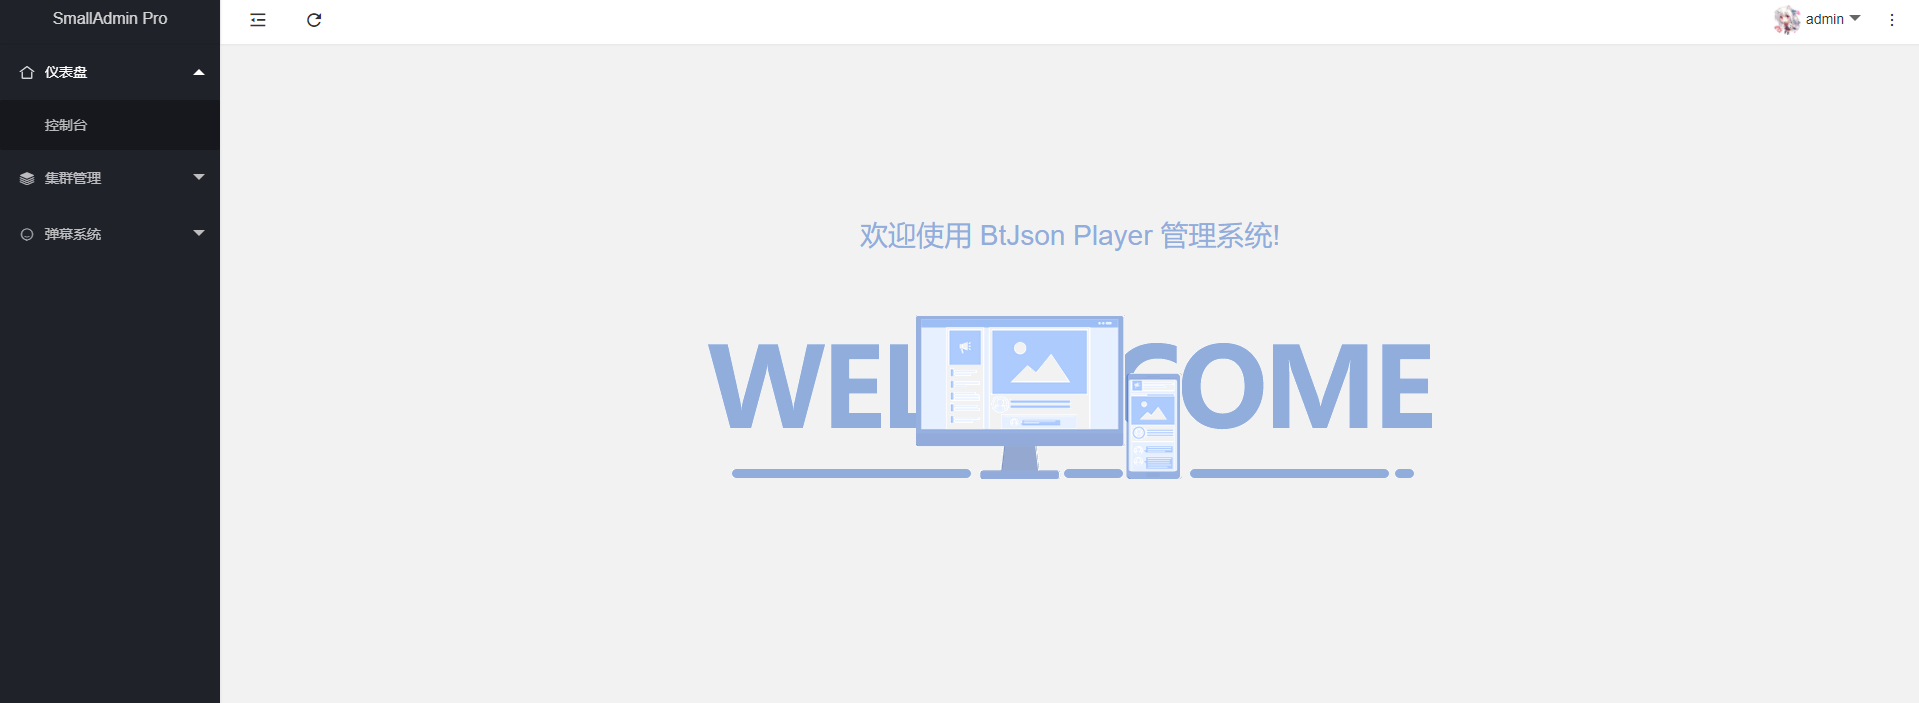 SmallAdmin Pro
admin
仪表盘
控制台
集群管理
弹幕系统
欢迎使用 BtJson Player 管理系统!
WELCOME